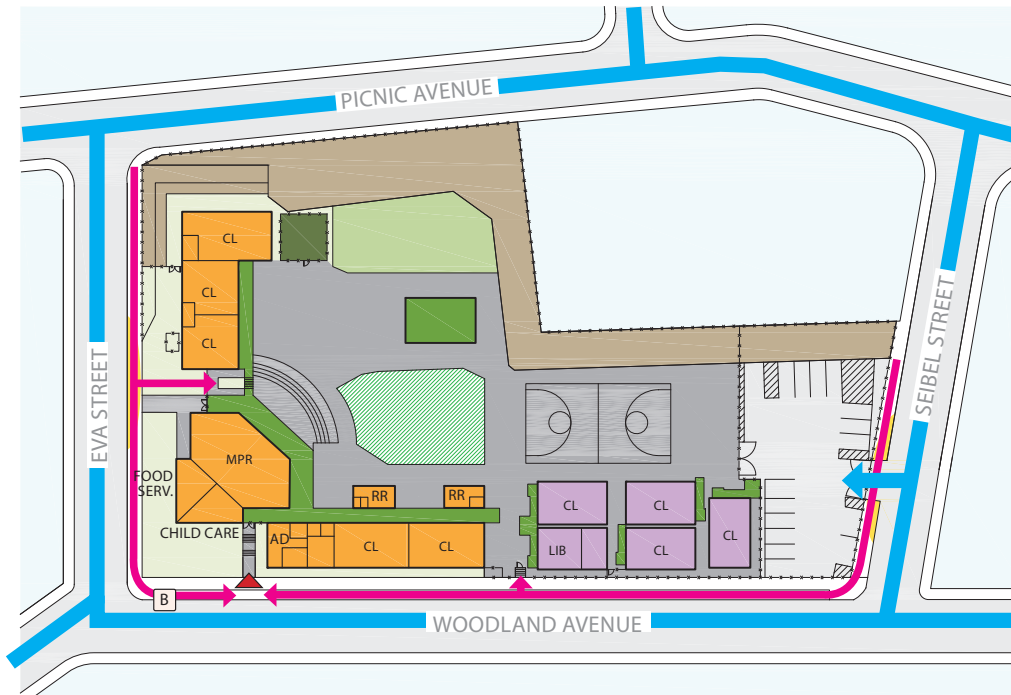 PICNIC AVENUE
CL
CL
CL
EVA STREET
SEIBEL STREET
MPR
FOOD
SERV.
RR
RR
CHILD CARE
AD
CL
CL
CL
CL
LIB
CL
CL
B
WOODLAND AVENUE